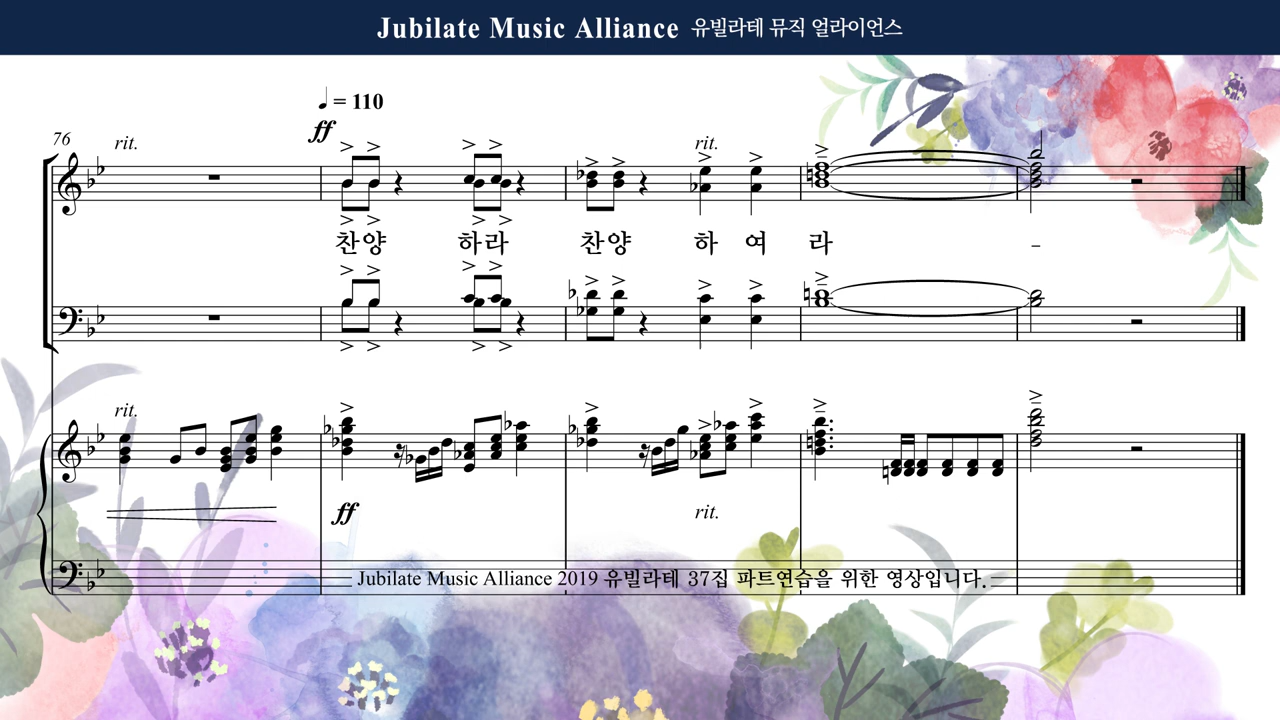 Jubilate Music Alliance 유빌라테 뮤직 얼라이언스
♩ = 110
ff
76 rit. rit.
찬양 하라 찬양 하 여 라 -
rit.
ff rit.
Jubilate Music Alliance 2019 유빌라테 37집 파트연습을 위한 영상입니다.